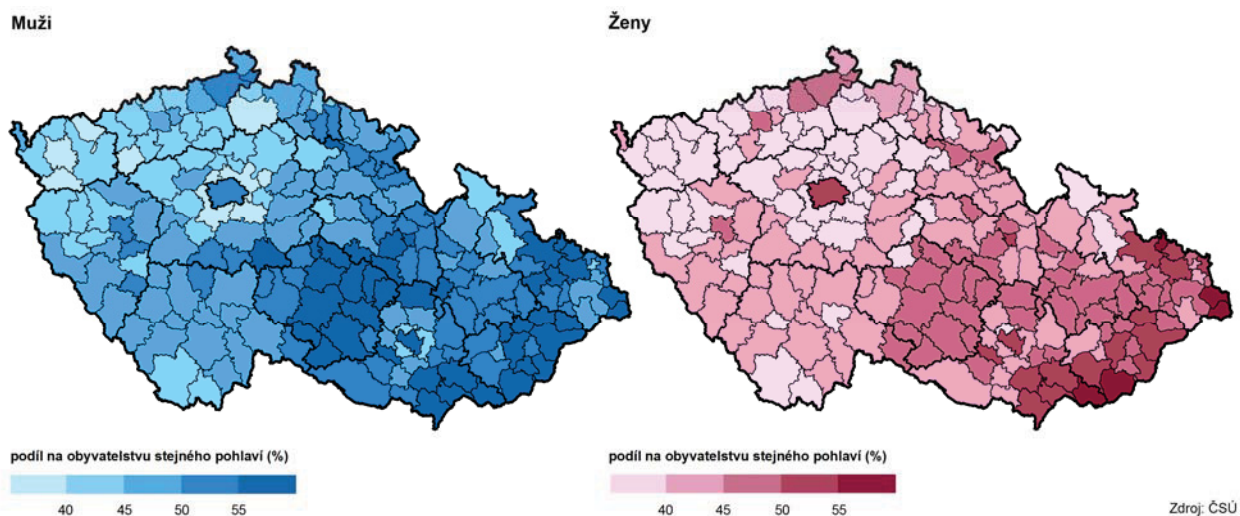 Muži
Ženy
podíl na obyvatelstvu stejného pohlaví (%)
40 45 50 55
podíl na obyvatelstvu stejného pohlaví (%)
40 45 50 55
Zdroj: ČSÚ